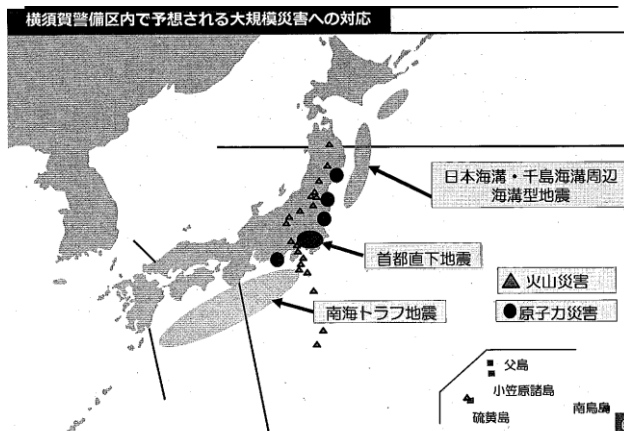 横須賀警備区内で予想される大規模災害への対応
日本海溝・千島海溝周辺
海溝型地震
首都直下地震
南海トラフ地震
火山災害
原子力災害
父島
小笠原諸島
硫黄島
南鳥島